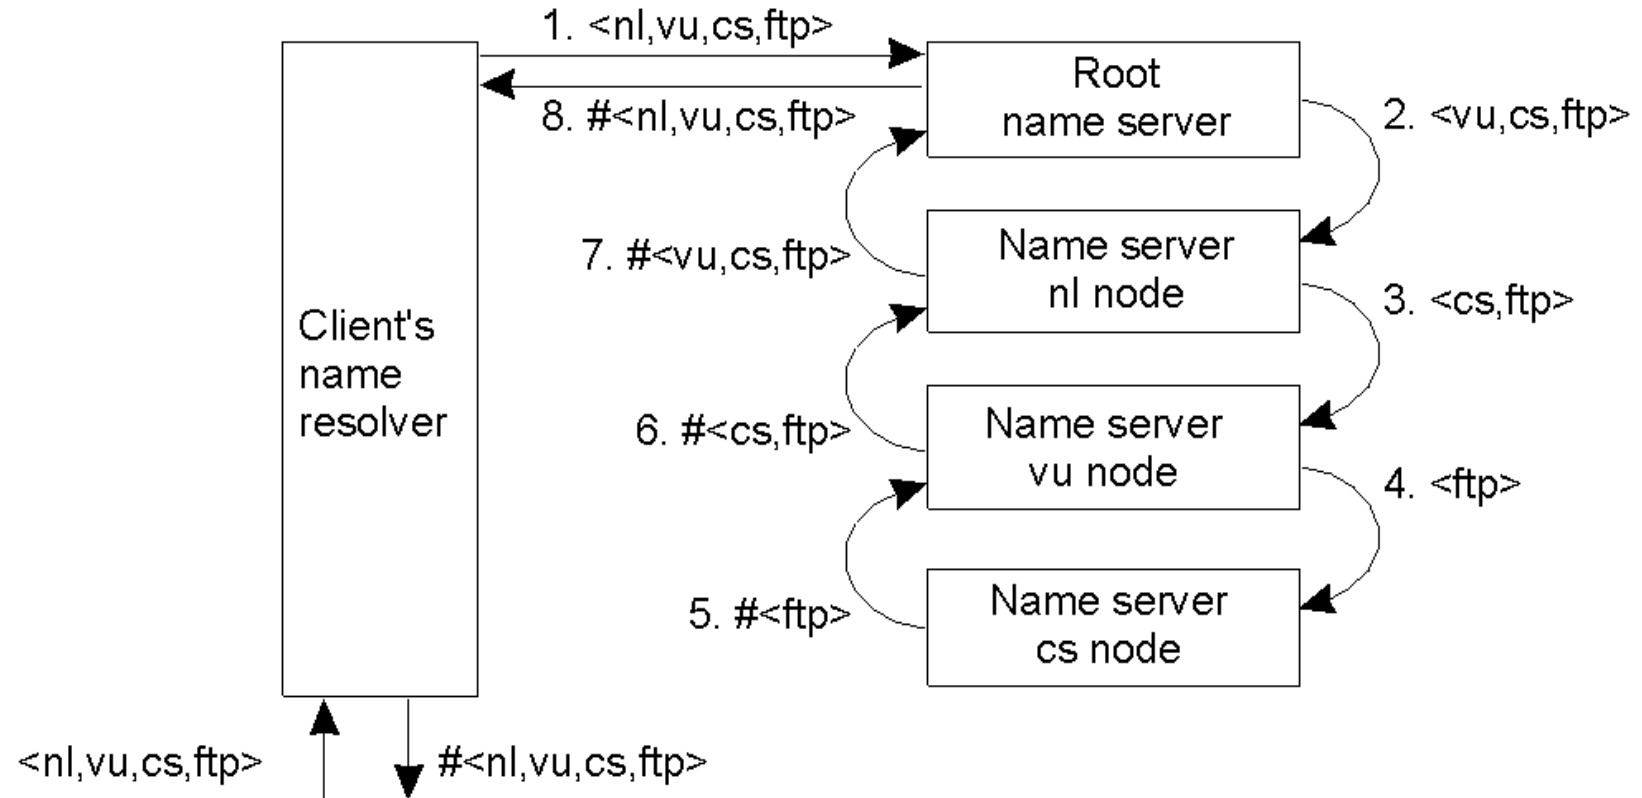 1. <nl,vu,cs,ftp>
Root
name server
8. #<nl,vu,cs,ftp>
2. <vu,cs,ftp>
Name server
nl node
7. #<vu,cs,ftp>
3. <cs,ftp>
Client's
name
resolver
Name server
vu node
6. #<cs,ftp>
4. <ftp>
Name server
cs node
5. #<ftp>
<nl,vu,cs,ftp>
#<nl,vu,cs,ftp>